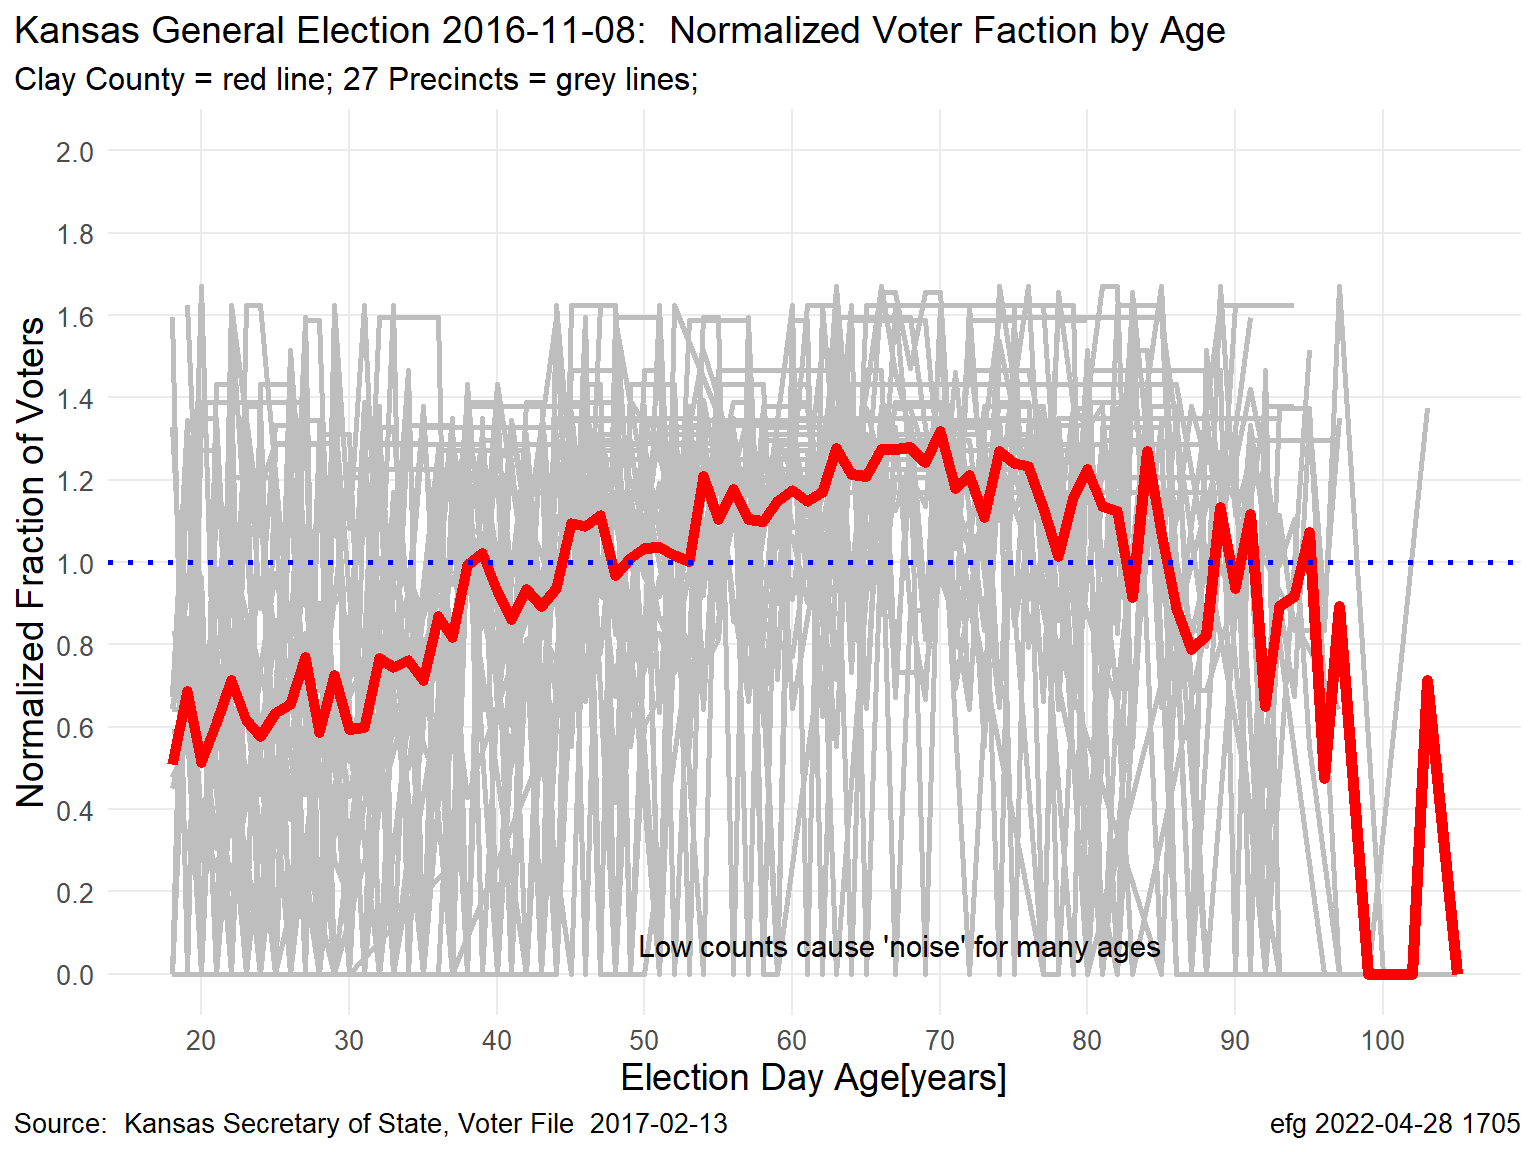 Kansas General Election 2016-11-08:  Normalized Voter Faction by Age
Clay County = red line; 27 Precincts = grey lines;
Normalized Fraction of Voters
2.0
1.8
1.6
1.4
1.2
1.0
0.8
0.6
0.4
0.2
0.0
Low counts cause 'noise' for many ages
20 30 40 50 60 70 80 90 100
Election Day Age[years]
Source:  Kansas Secretary of State, Voter File  2017-02-13
efg 2022-04-28 1705